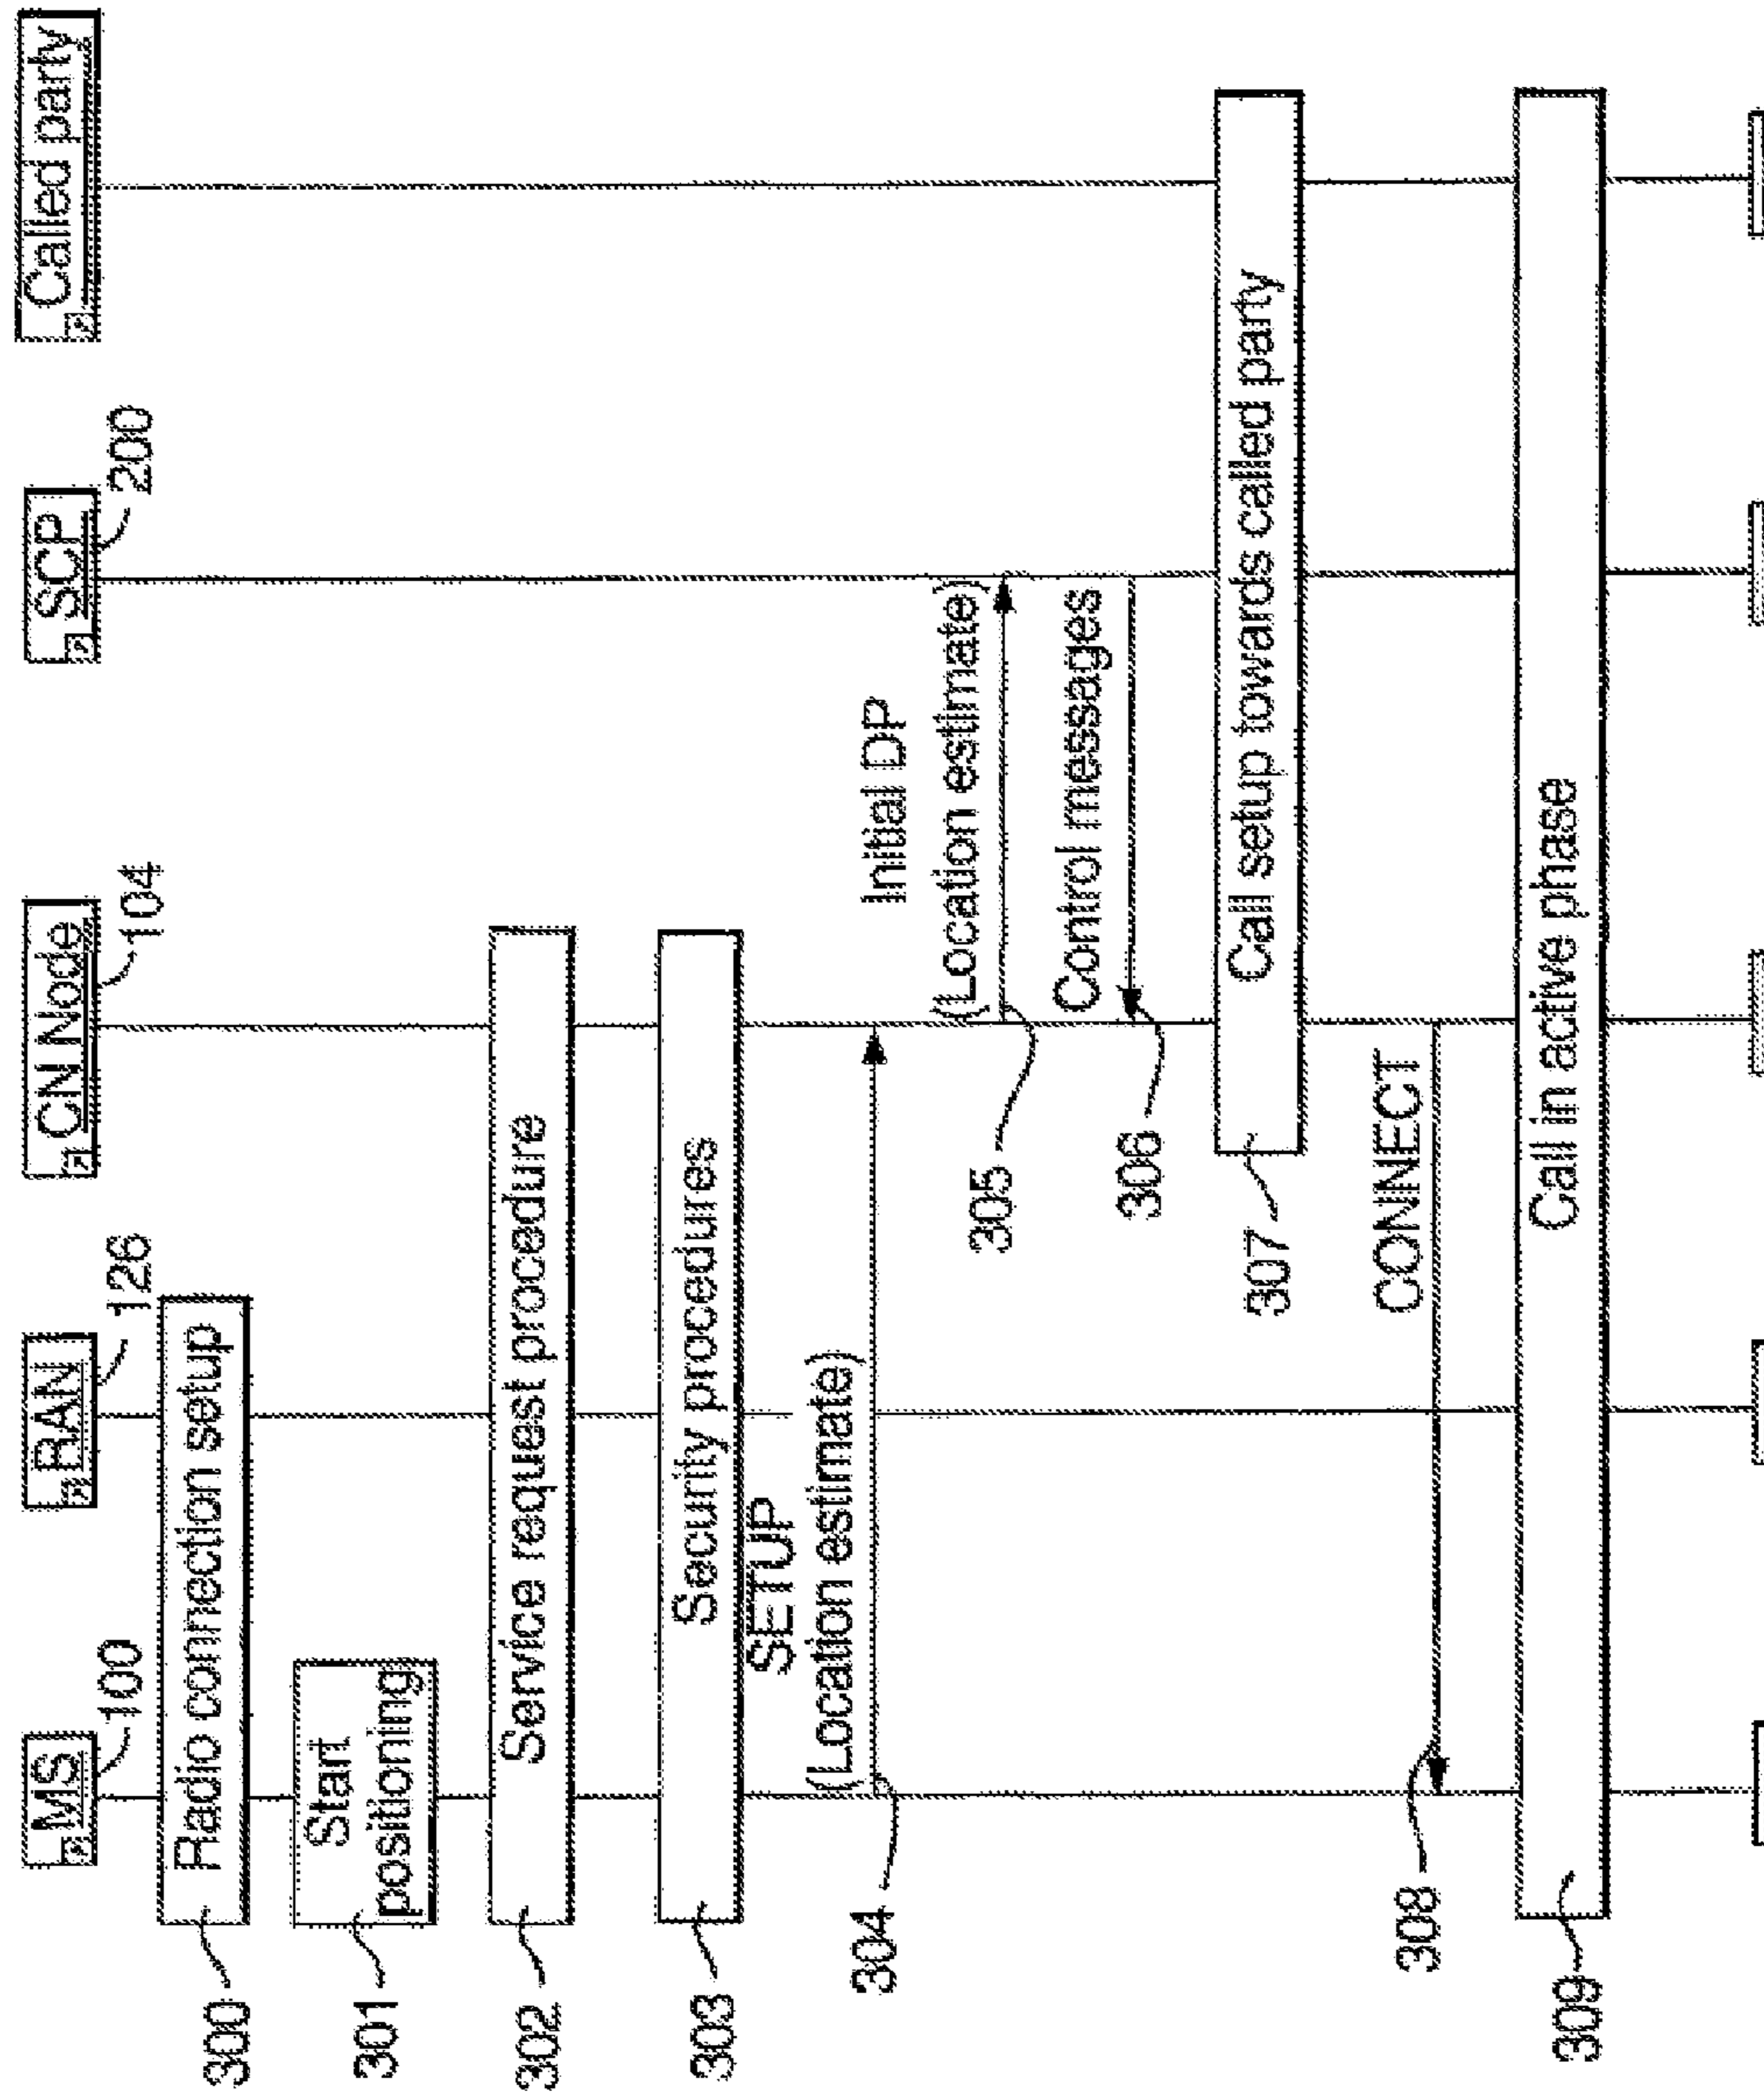 MS
100
RAN
126
CN Node
104
SCP
200
Called party
300
Radio connection setup
301
Start
positioning
302
Service request procedure
303
Security procedures
SETUP
(Location estimate)
304
Initial DP
(Location estimate)
305
Control messages
306
Call setup towards called party
307
CONNECT
308
Call in active phase
309